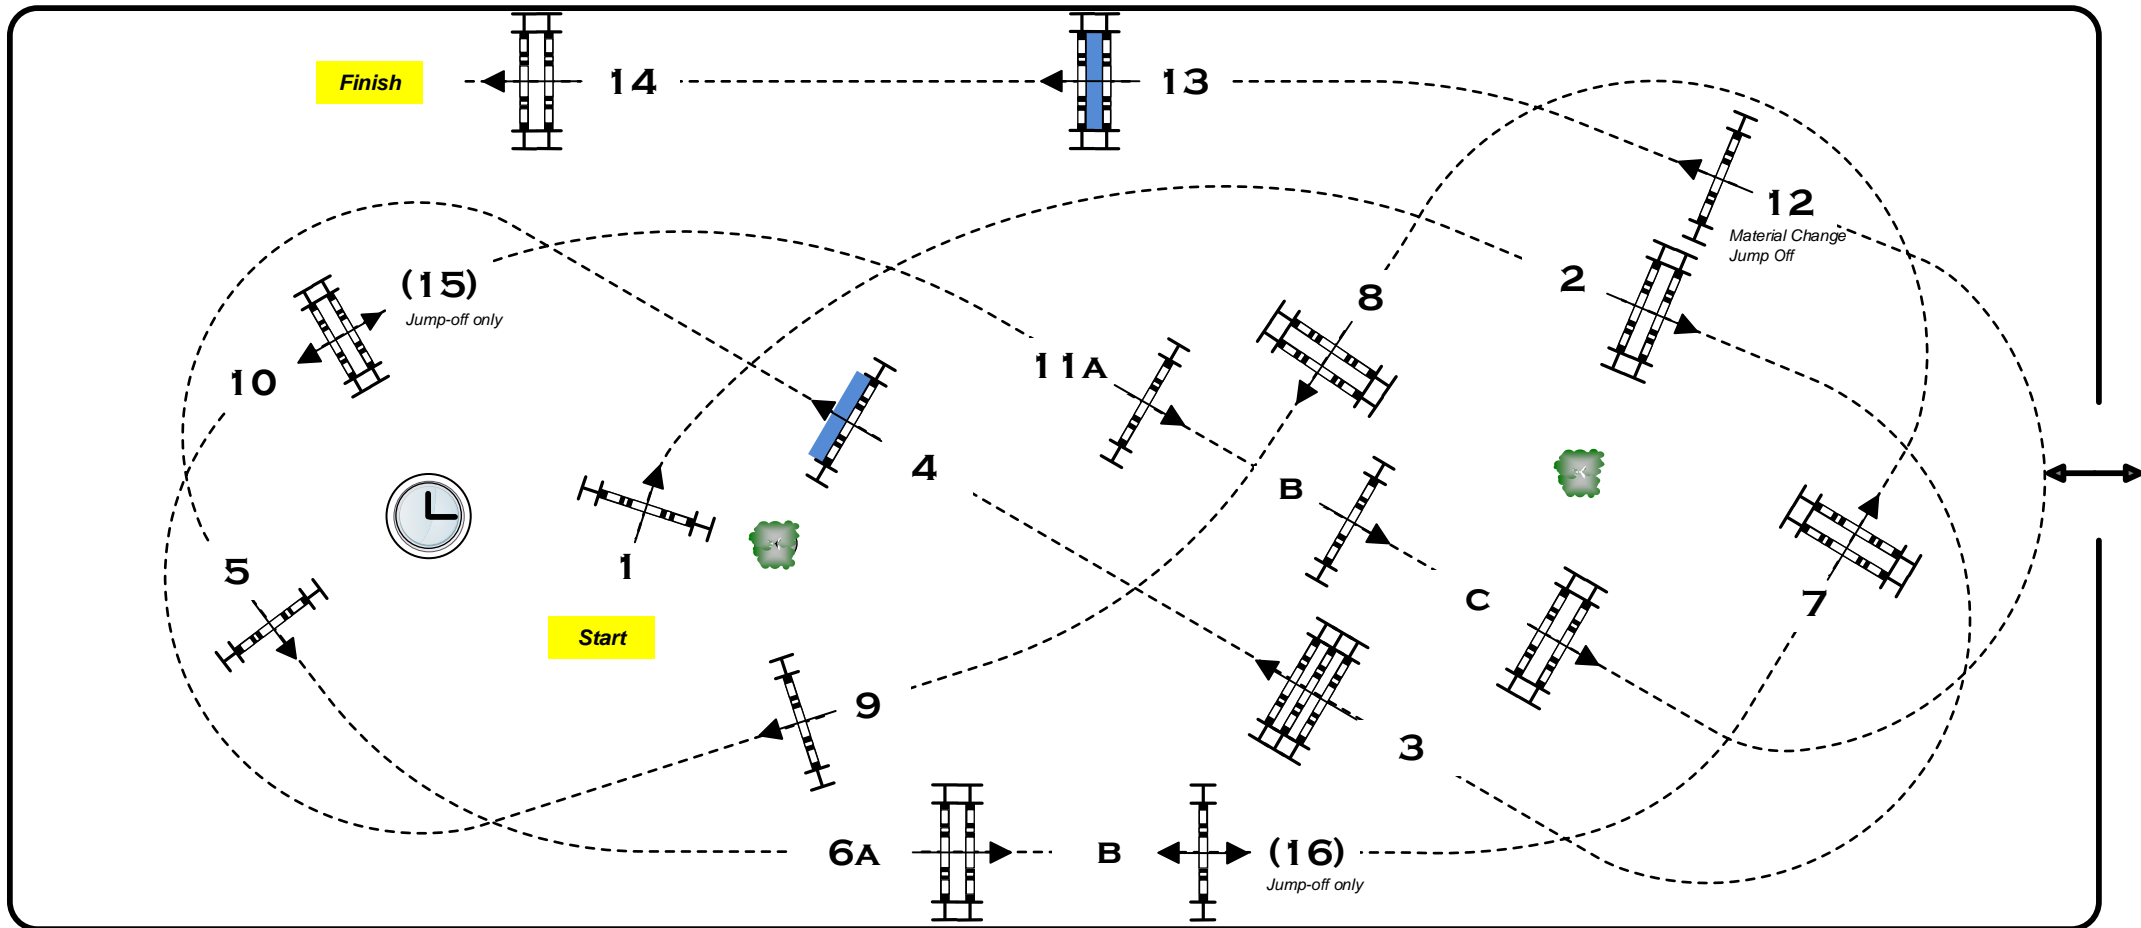 Finish
14
13
12
Material Change
Jump Off
2
(15)
Jump-off only
8
10
11A
4
B
5
1
C
7
Start
9
3
6A
B
(16)
Jump-off only